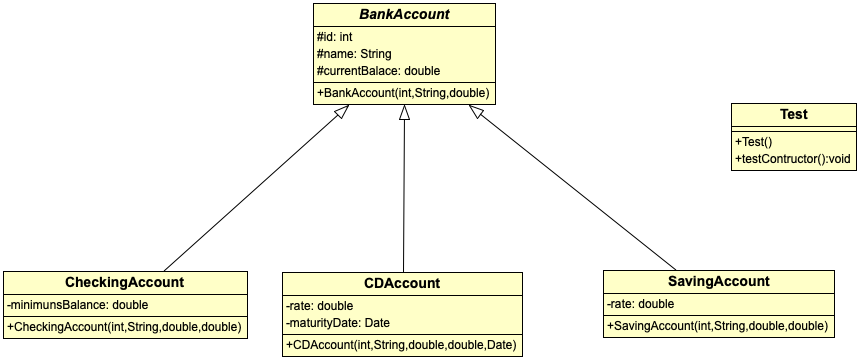 BankAccount
#id: int
#name: String
#currentBalace: double
+BankAccount(int,String,double)
Test
+Test()
+testContructor():void
CheckingAccount
-minimunsBalance: double
+CheckingAccount(int,String,double,double)
CDAccount
-rate: double
-maturityDate: Date
+CDAccount(int,String,double,double,Date)
SavingAccount
-rate: double
+SavingAccount(int,String,double,double)